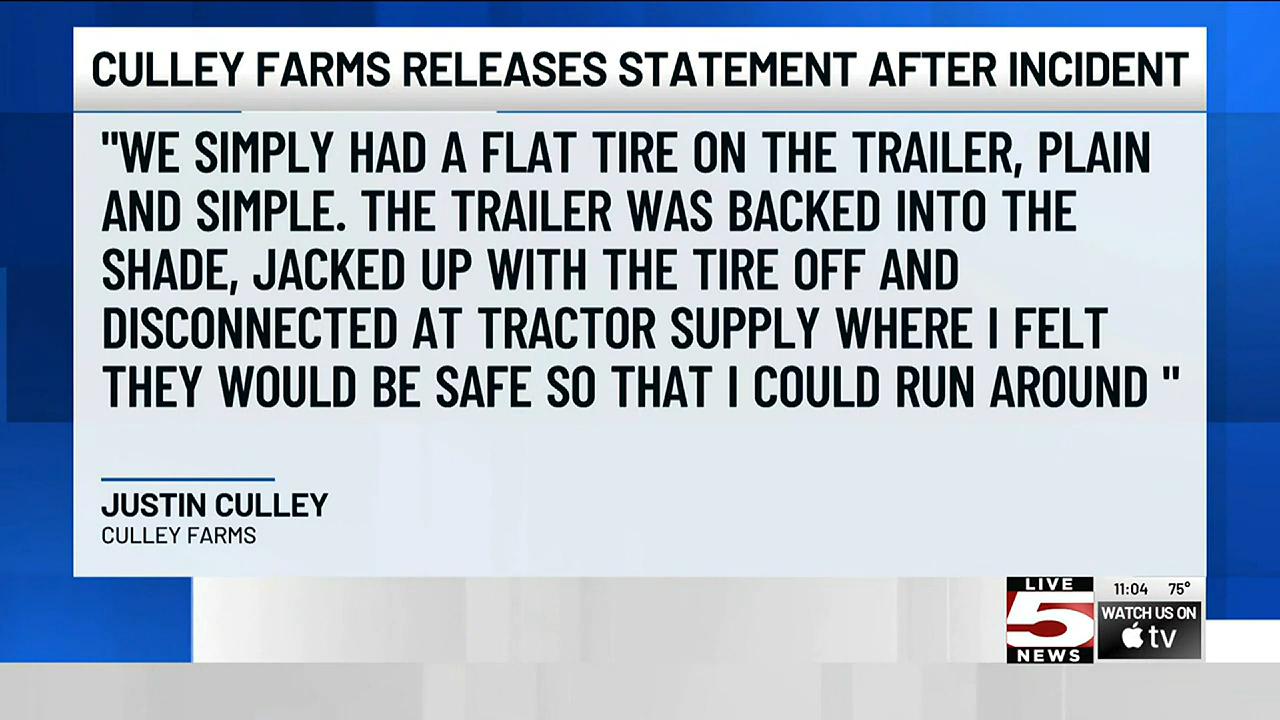 CULLEY FARMS RELEASES STATEMENT AFTER INCIDENT
"WE SIMPLY HAD A FLAT TIRE ON THE TRAILER, PLAIN
AND SIMPLE. THE TRAILER WAS BACKED INTO THE
SHADE, JACKED UP WITH THE TIRE OFF AND
DISCONNECTED AT TRACTOR SUPPLY WHERE I FELT
THEY WOULD BE SAFE SO THAT I COULD RUN AROUND "
JUSTIN CULLEY
CULLEY FARMS
LIVE
5
NEWS
11:04 75°
WATCH US ON
tv